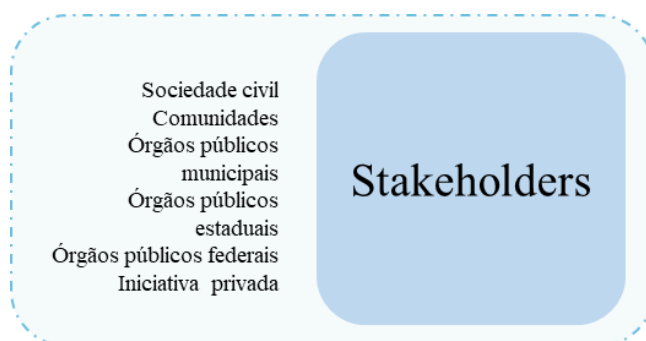 Sociedade civil
Comunidades
Órgãos públicos
municipais
Órgãos públicos
estaduais
Órgãos públicos federais
Iniciativa privada
Stakeholders